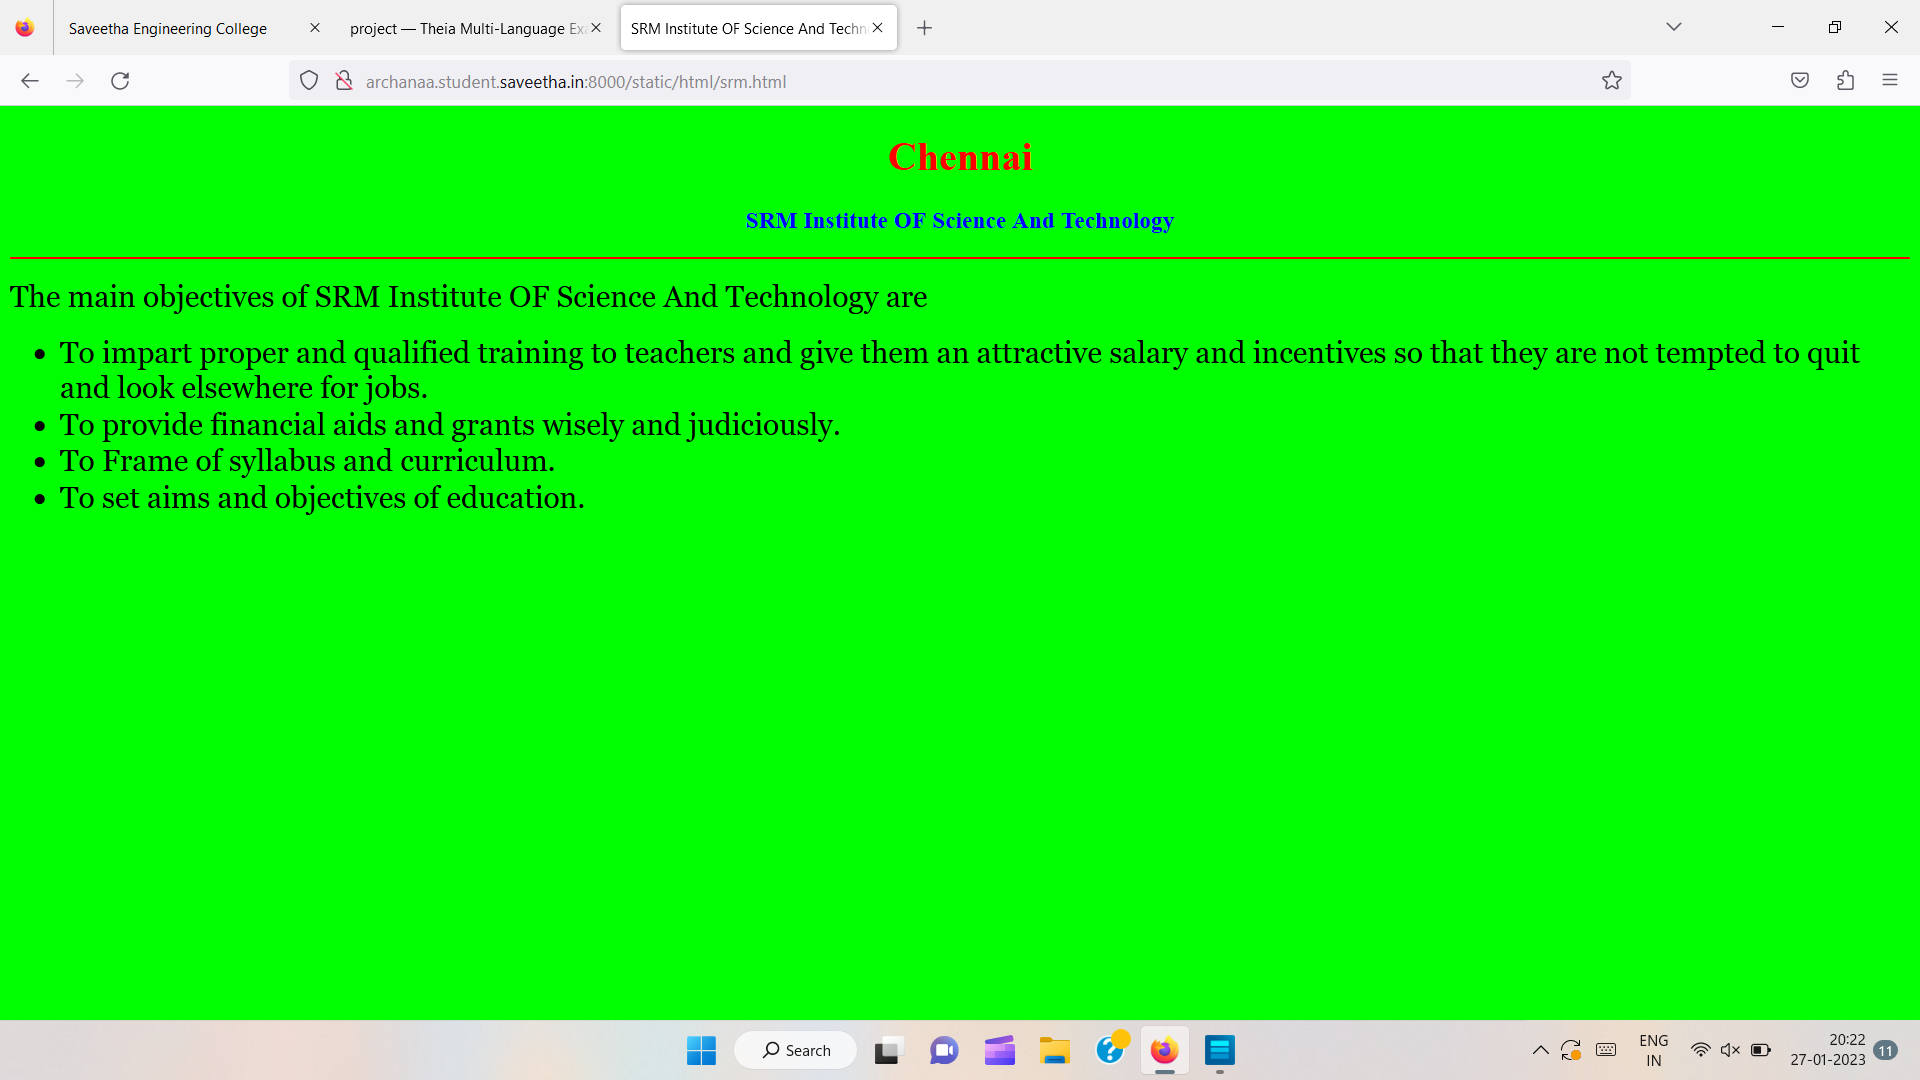 Saveetha Engineering College
project — Theia Multi-Language Exa
SRM Institute OF Science And Techn
archanaa.student.saveetha.in:8000/static/html/srm.html
Chennai
SRM Institute OF Science And Technology
The main objectives of SRM Institute OF Science And Technology are
• To impart proper and qualified training to teachers and give them an attractive salary and incentives so that they are not tempted to quit
and look elsewhere for jobs.
• To provide financial aids and grants wisely and judiciously.
• To Frame of syllabus and curriculum.
• To set aims and objectives of education.
Search
ENG
IN
20:22
27-01-2023
11